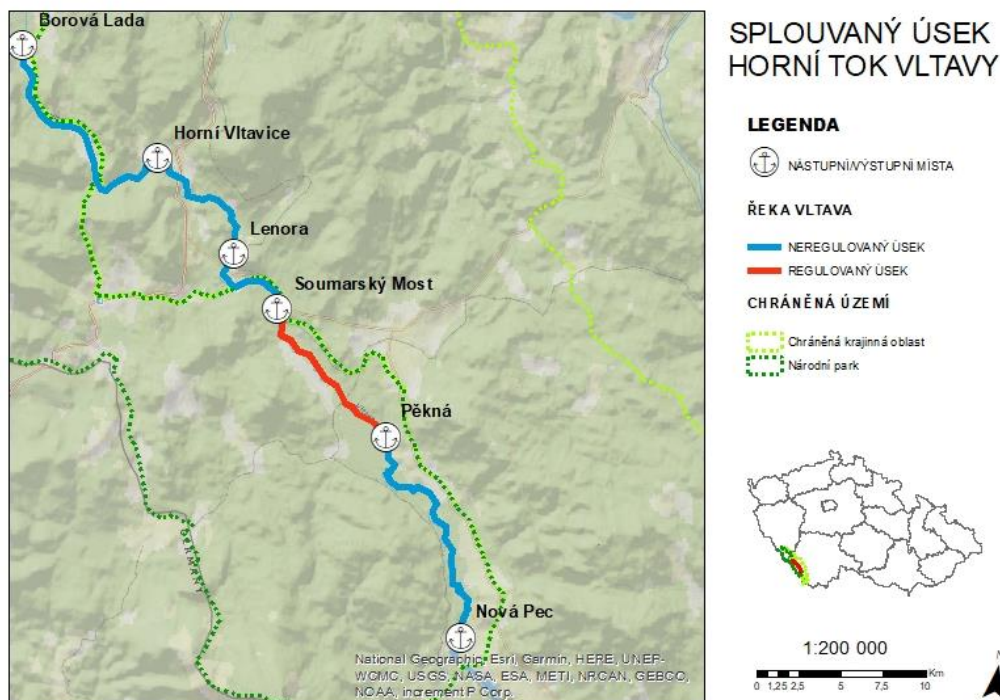 Borová Lada
Horní Vltavice
Lenora
Soumarský Most
Pěkná
Nová Pec
GERMANY
National Geographic, Esri, Garmin, HERE, UNEP-
WCMC, USGS, NASA, ESA, METI, NRCAN, GEBCO,
NOAA, increment P Corp.
SPLOUVANÝ ÚSEK
HORNÍ TOK VLTAVY
LEGENDA
NÁSTUPNÍ/VÝSTUPNÍ MÍSTA
ŘEKA VLTAVA
NEREGULOVANÝ ÚSEK
REGULOVANÝ ÚSEK
CHRÁNĚNÁ ÚZEMÍ
Chráněná krajinná oblast
Národní park
1:200 000
0 1,25 2,5 5 7,5 10 Km